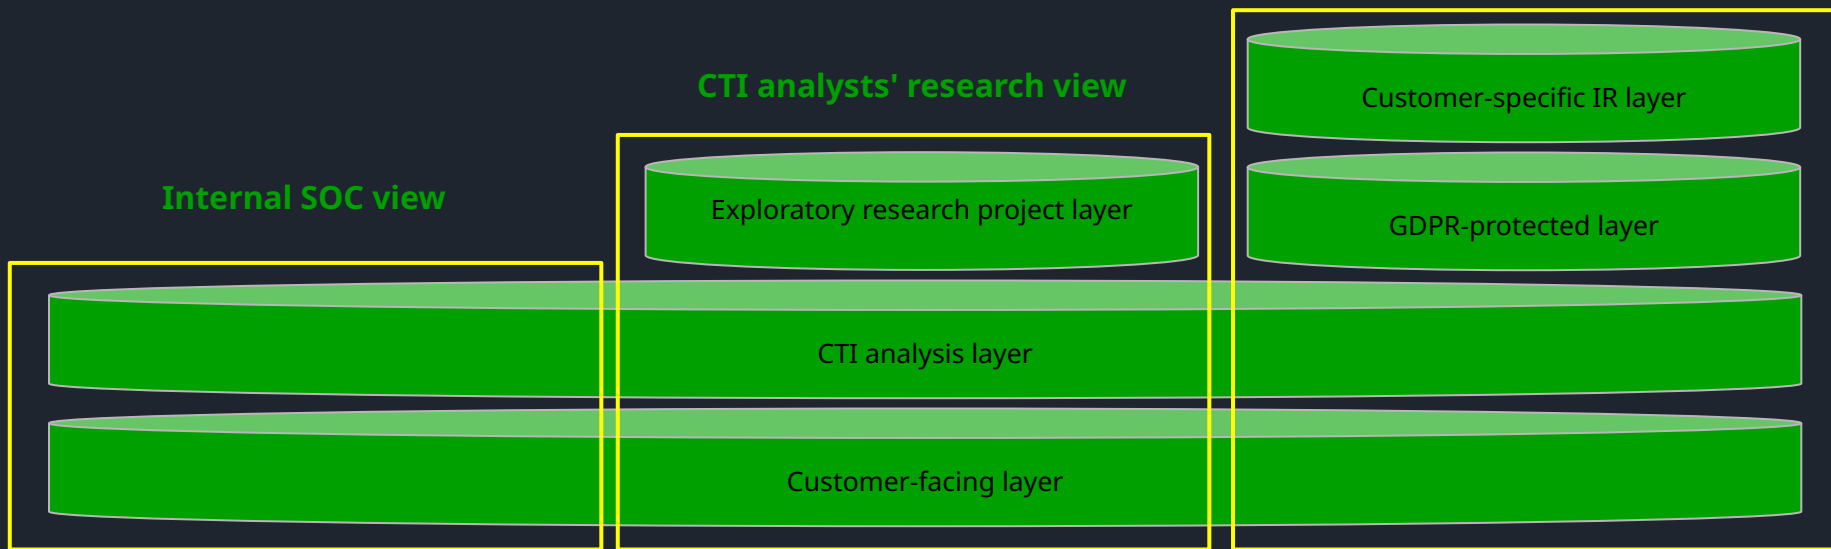 CTI analysts' research view
Internal SOC view
Customer-specific IR layer
Exploratory research project layer
GDPR-protected layer
CTI analysis layer
Customer-facing layer